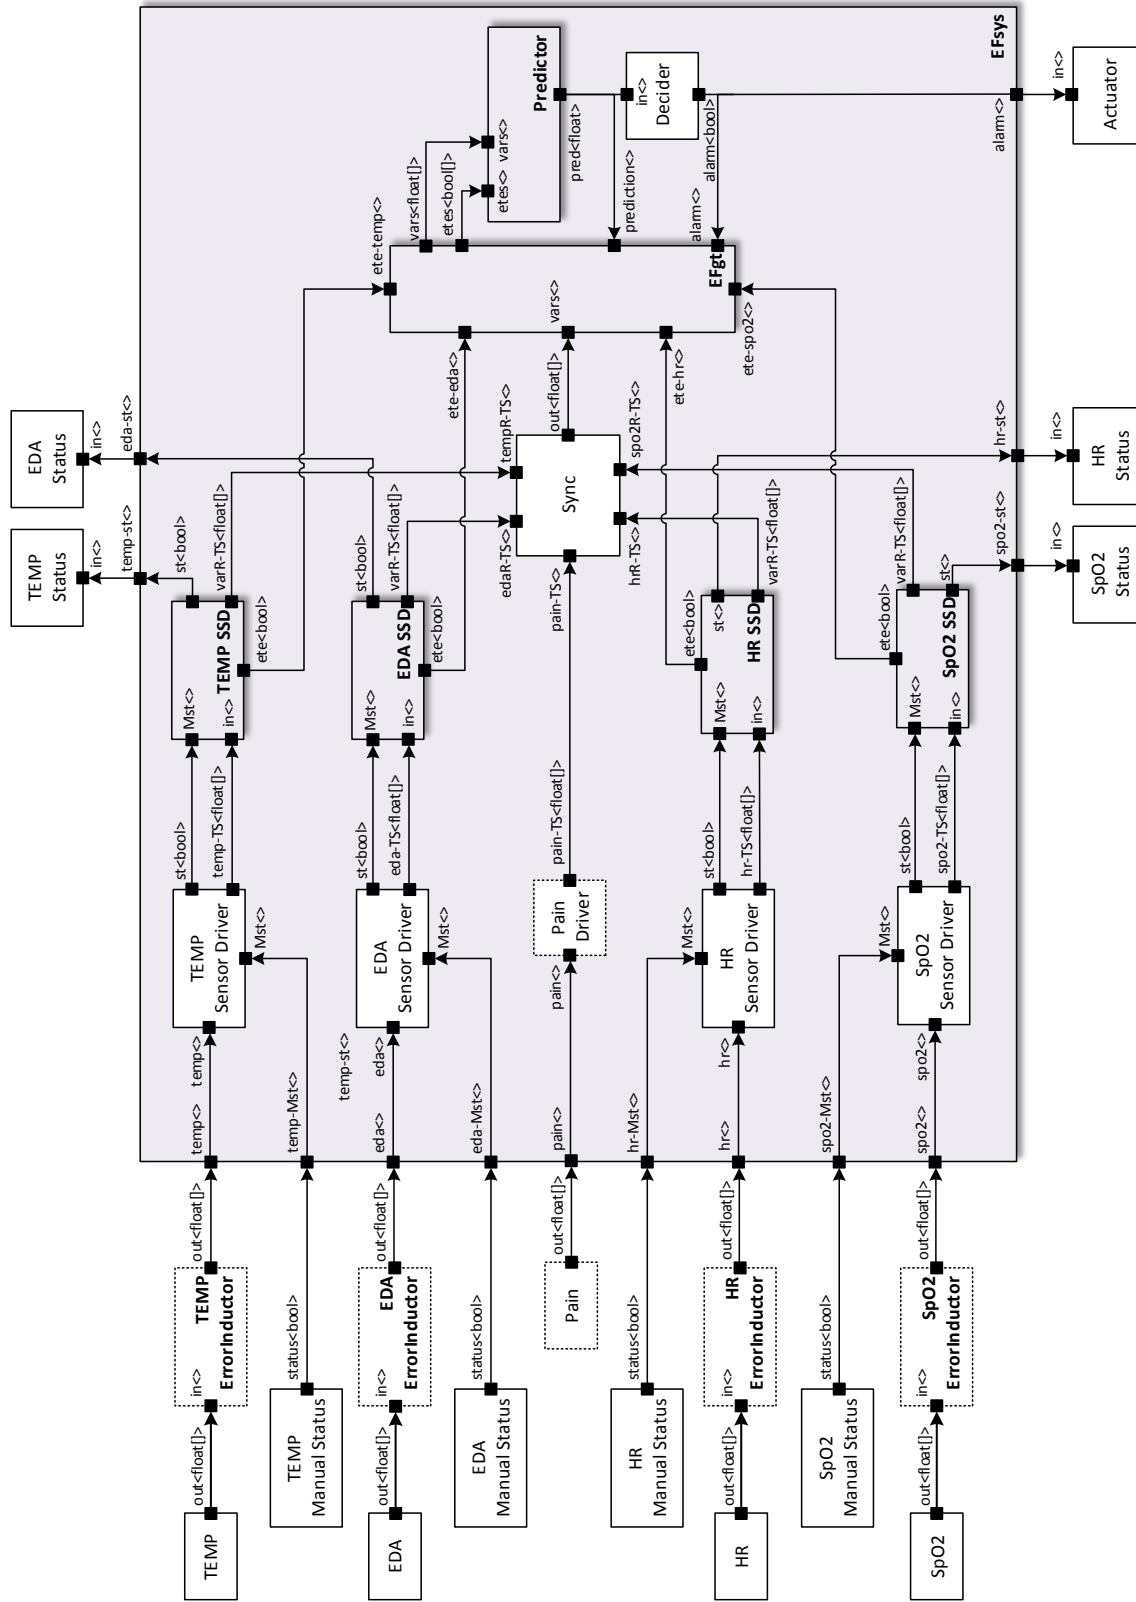 TEMP
out<float[]>
in<>
TEMP
ErrorInductor
out<float[]>
TEMP
Manual Status
status<bool>
EDA
out<float[]>
in<>
EDA
ErrorInductor
out<float[]>
EDA
Manual Status
status<bool>
Pain
out<float[]>
HR
Manual Status
status<bool>
HR
out<float[]>
in<>
HR
ErrorInductor
out<float[]>
SpO2
Manual Status
status<bool>
SpO2
out<float[]>
in<>
SpO2
ErrorInductor
out<float[]>
temp<>
temp<>
temp-Mst<>
TEMP
Sensor Driver
Mst<>
st<bool>
temp-TS<float[]>
Mst<>
in<>
TEMP SSD
st<bool>
varR-TS<float[]>
ete<bool>
temp-st<>
eda<>
eda<>
eda-Mst<>
EDA
Sensor Driver
Mst<>
st<bool>
eda-TS<float[]>
Mst<>
in<>
EDA SSD
st<bool>
varR-TS<float[]>
ete<bool>
pain<>
pain<>
Pain
Driver
pain-TS<float[]>
pain-TS<>
hr-Mst<>
hr<>
hr<>
Mst<>
HR
Sensor Driver
st<bool>
hr-TS<float[]>
Mst<>
in<>
HR SSD
ete<bool>
st<>
varR-TS<float[]>
spo2-Mst<>
spo2<>
spo2<>
Mst<>
SpO2
Sensor Driver
st<bool>
spo2-TS<float[]>
Mst<>
in<>
SpO2 SSD
ete<bool>
varR-TS<float[]>
st<>
edaR-TS<>
tempR-TS<>
Sync
hrR-TS<>
spo2R-TS<>
out<float[]>
ete-temp<>
ete-eda<>
vars<>
ete-hr<>
ete-spo2<>
EFgt
vars<float[]>
etes<bool[]>
prediction<>
alarm<>
etes<>
vars<>
Predictor
pred<float>
in<>
Decider
alarm<bool>
EFsys
temp-st<>
in<>
TEMP
Status
eda-st<>
in<>
EDA
Status
spo2-st<>
in<>
SpO2
Status
hr-st<>
in<>
HR
Status
alarm<>
in<>
Actuator